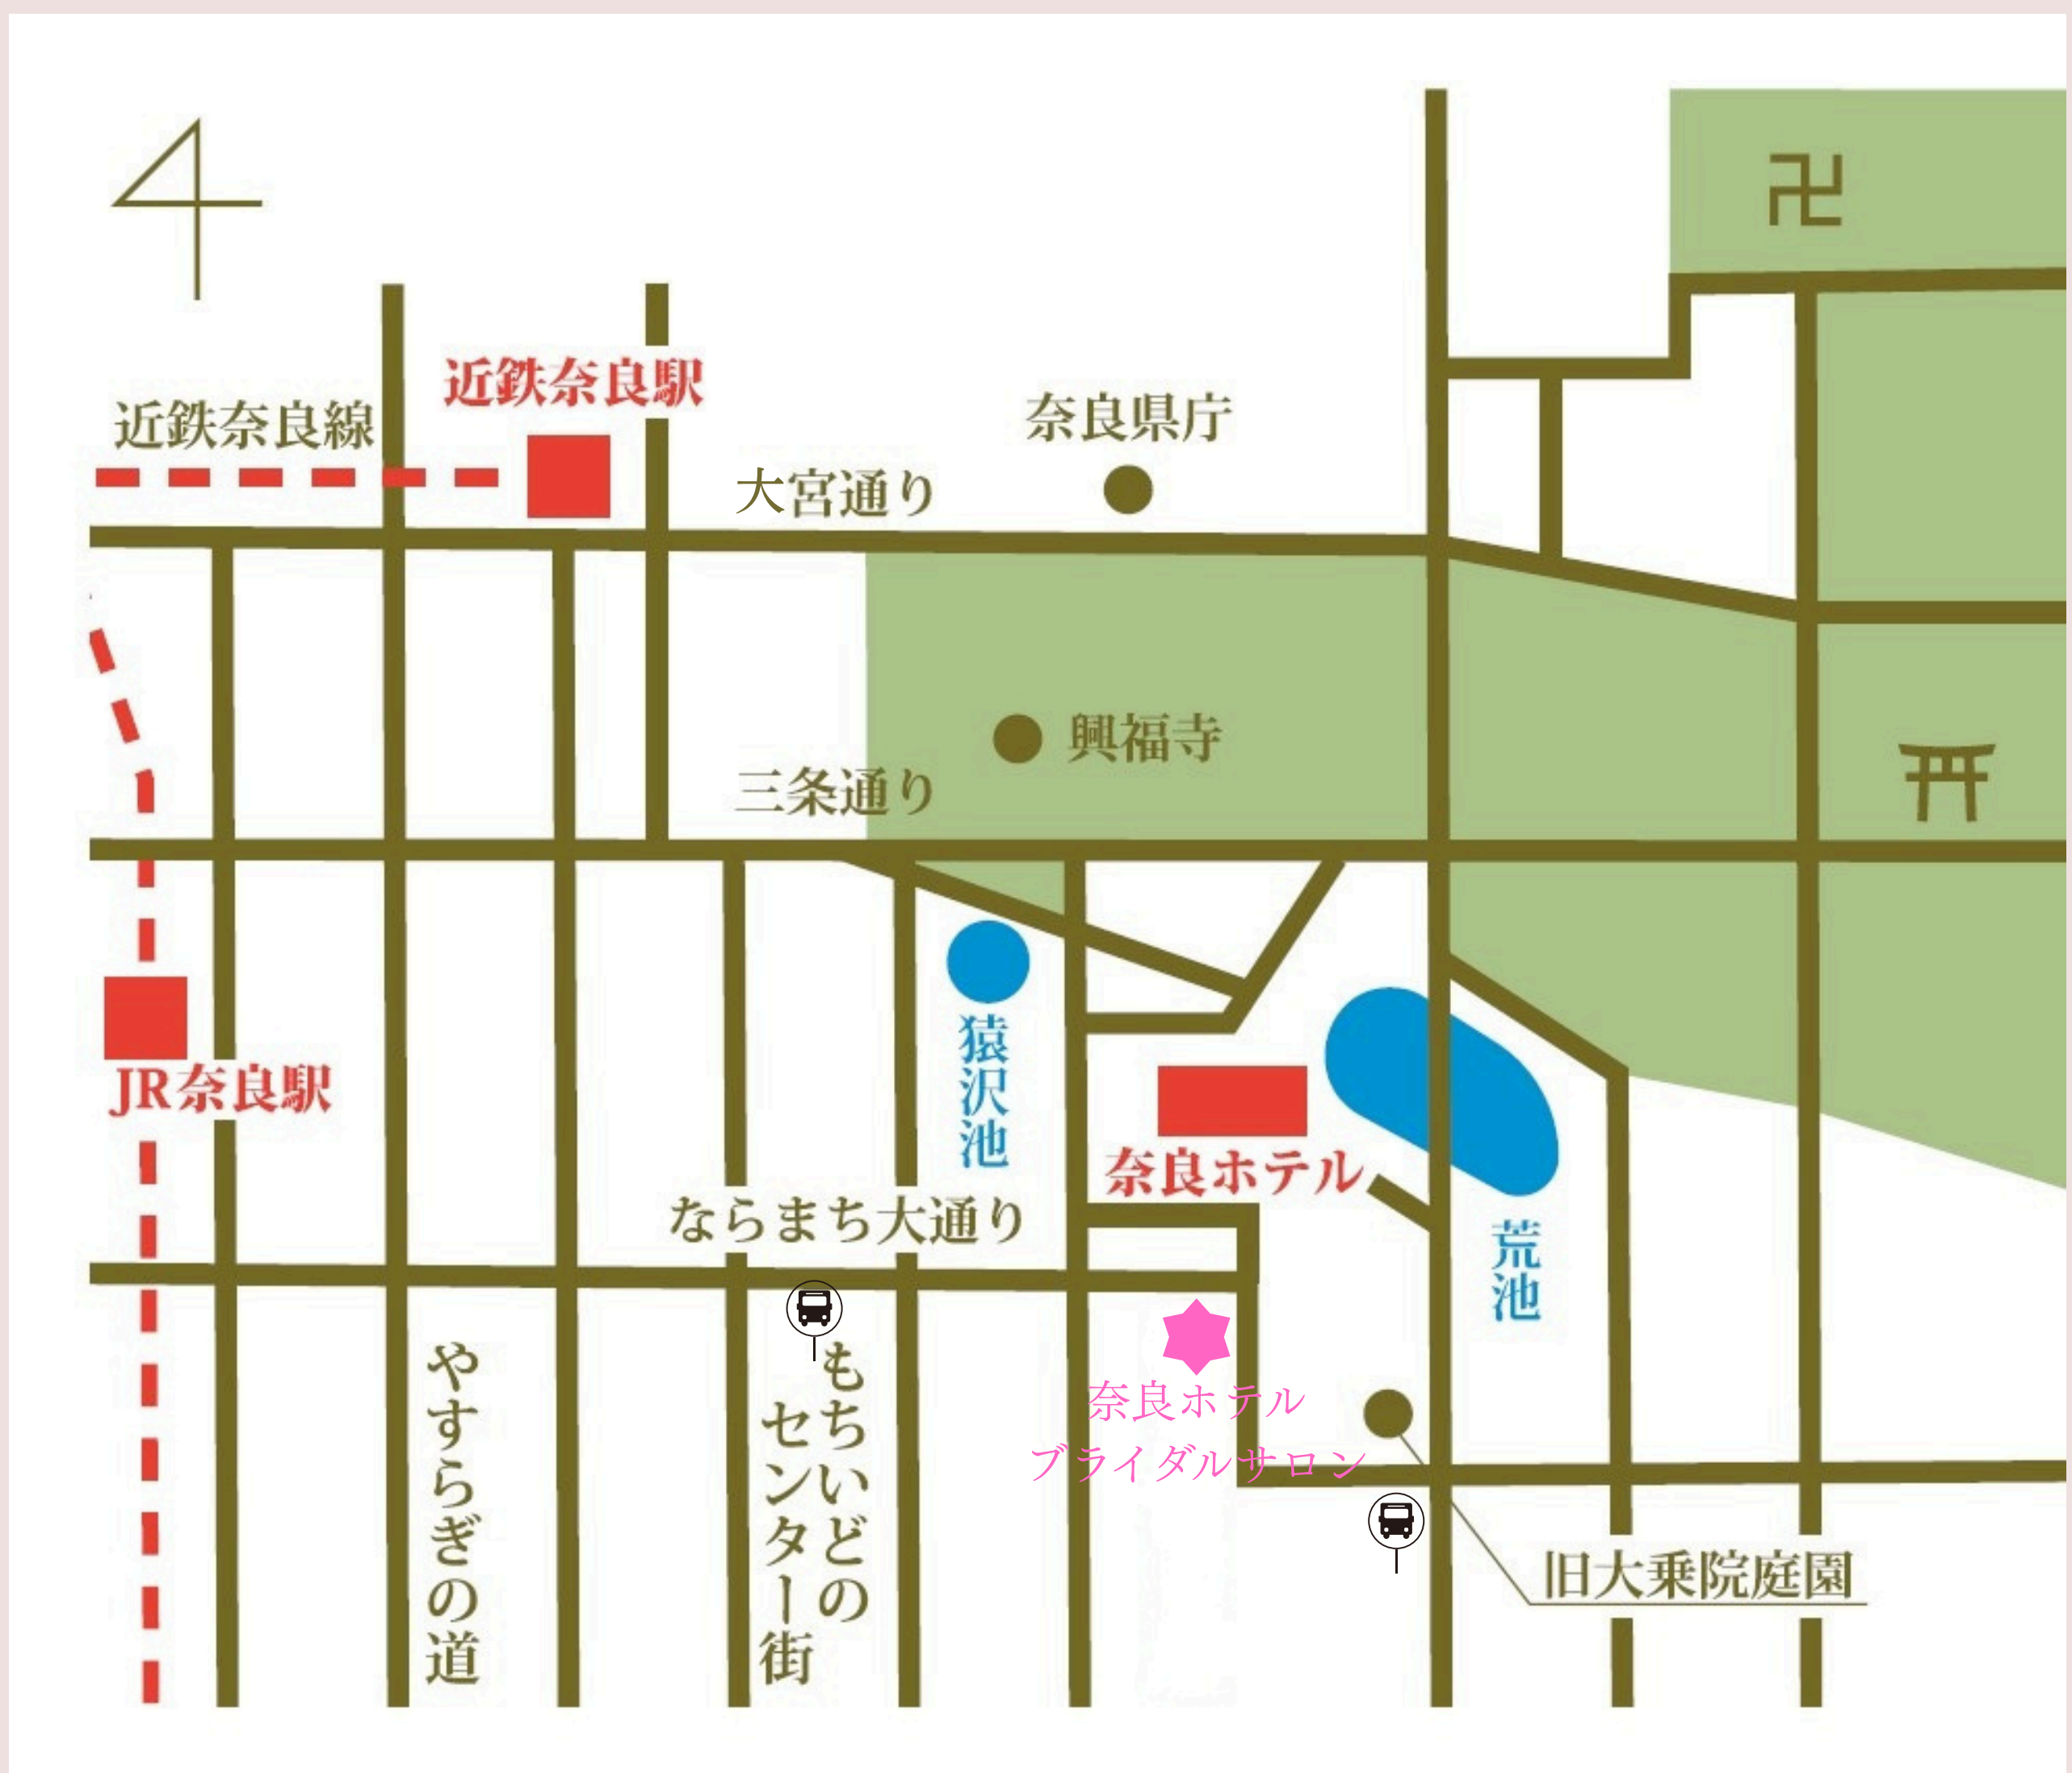 近鉄奈良駅
近鉄奈良線
奈良県庁
大宮通り
卍
興福寺
三条通り
猿沢池
JR奈良駅
奈良ホテル
ならまち大通り
荒池
やすらぎの道
もちいどの
センター街
奈良ホテル
ブライダルサロン
旧大乗院庭園